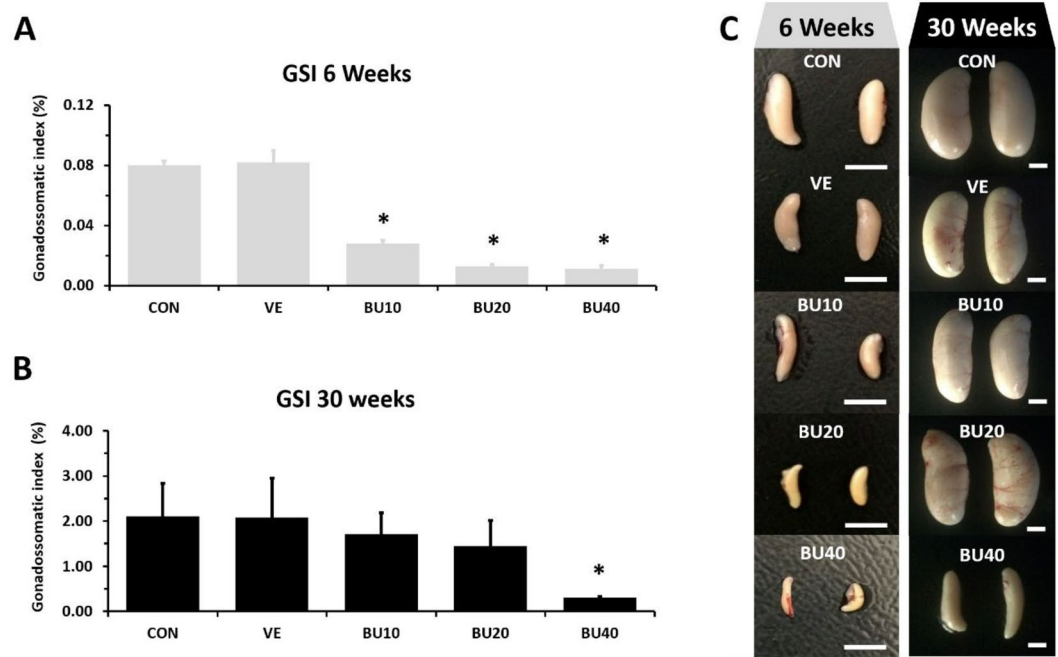 A
GSI 6 Weeks
Gonadossomatic index (%)
0.12
0.08
0.04
0.00
*
*
*
CON
VE
BU10
BU20
BU40
B
GSI 30 weeks
Gonadossomatic index (%)
4.00
3.00
2.00
1.00
0.00
*
CON
VE
BU10
BU20
BU40
C
6 Weeks
30 Weeks
CON
CON
VE
VE
BU10
BU10
BU20
BU20
BU40
BU40